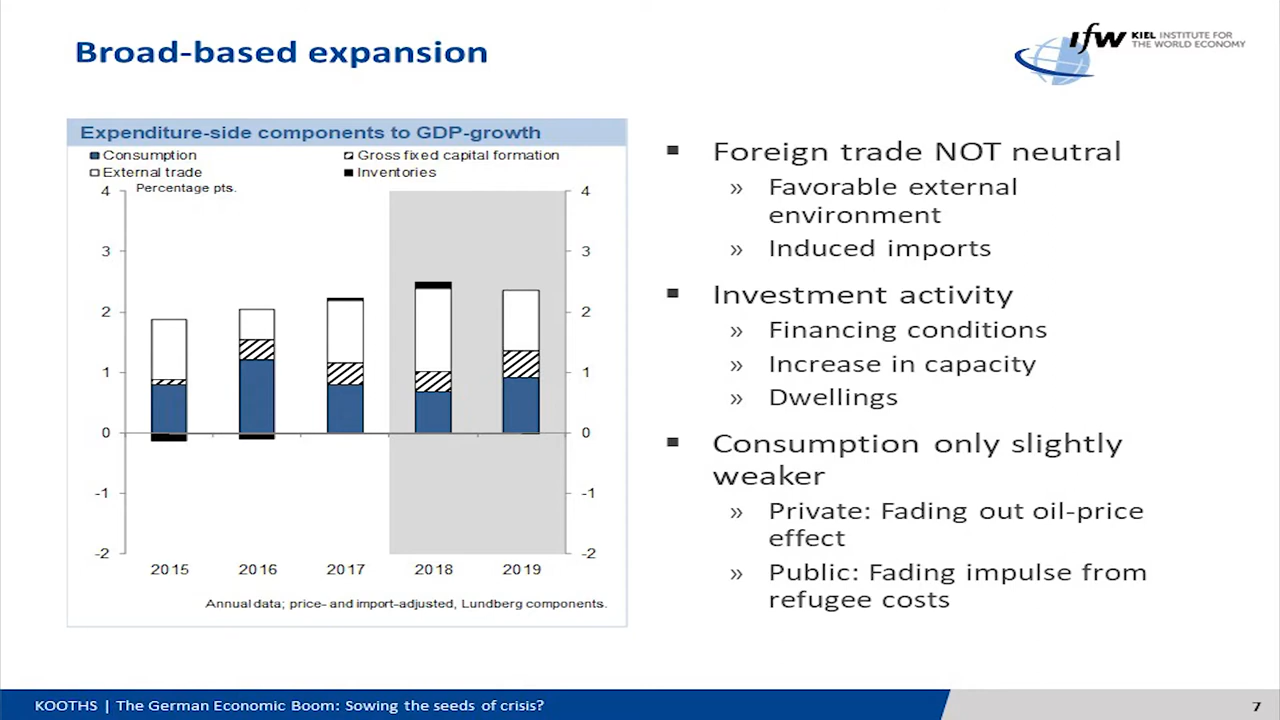 Broad-based expansion
ifw KIEL INSTITUTE FOR
THE WORLD ECONOMY
Expenditure-side components to GDP-growth
Consumption
Gross fixed capital formation
External trade
Inventories
Percentage pts.
4
3
2
1
0
-1
-2
4
3
2
1
0
-1
-2
2015 2016 2017 2018 2019
Annual data; price- and import-adjusted, Lundberg components.
Foreign trade NOT neutral
» Favorable external
environment
» Induced imports
Investment activity
» Financing conditions
» Increase in capacity
» Dwellings
Consumption only slightly
weaker
» Private: Fading out oil-price
effect
» Public: Fading impulse from
refugee costs
KOOTHS | The German Economic Boom: Sowing the seeds of crisis?
7